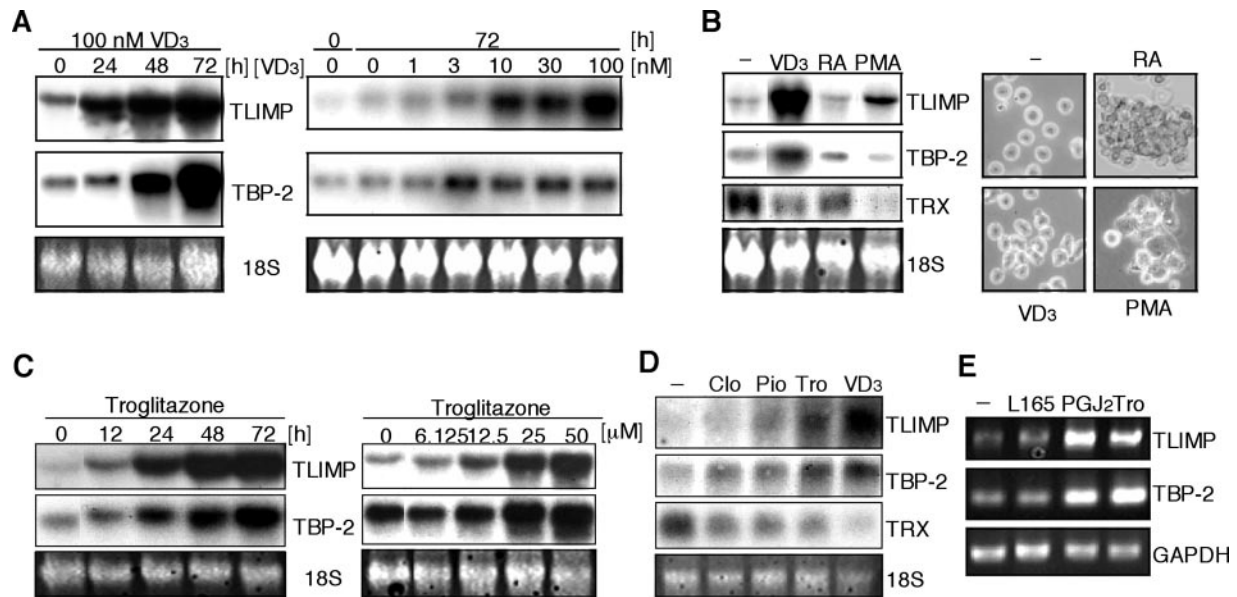 A
100 nM VD3
0 24 48 72 [h] [VD3]
TLIMP
TBP-2
18S
0 72 [h]
0 0 1 3 10 30 100 [nM]
B
– VD3 RA PMA
TLIMP
TBP-2
TRX
18S
– RA
VD3 PMA
C
Troglitazone
0 12 24 48 72 [h]
TLIMP
TBP-2
18S
Troglitazone
0 6.125 12.5 25 50 [μM]
D
– Clo Pio Tro VD3
TLIMP
TBP-2
TRX
18S
E
– L165 PGJ2 Tro
TLIMP
TBP-2
GAPDH